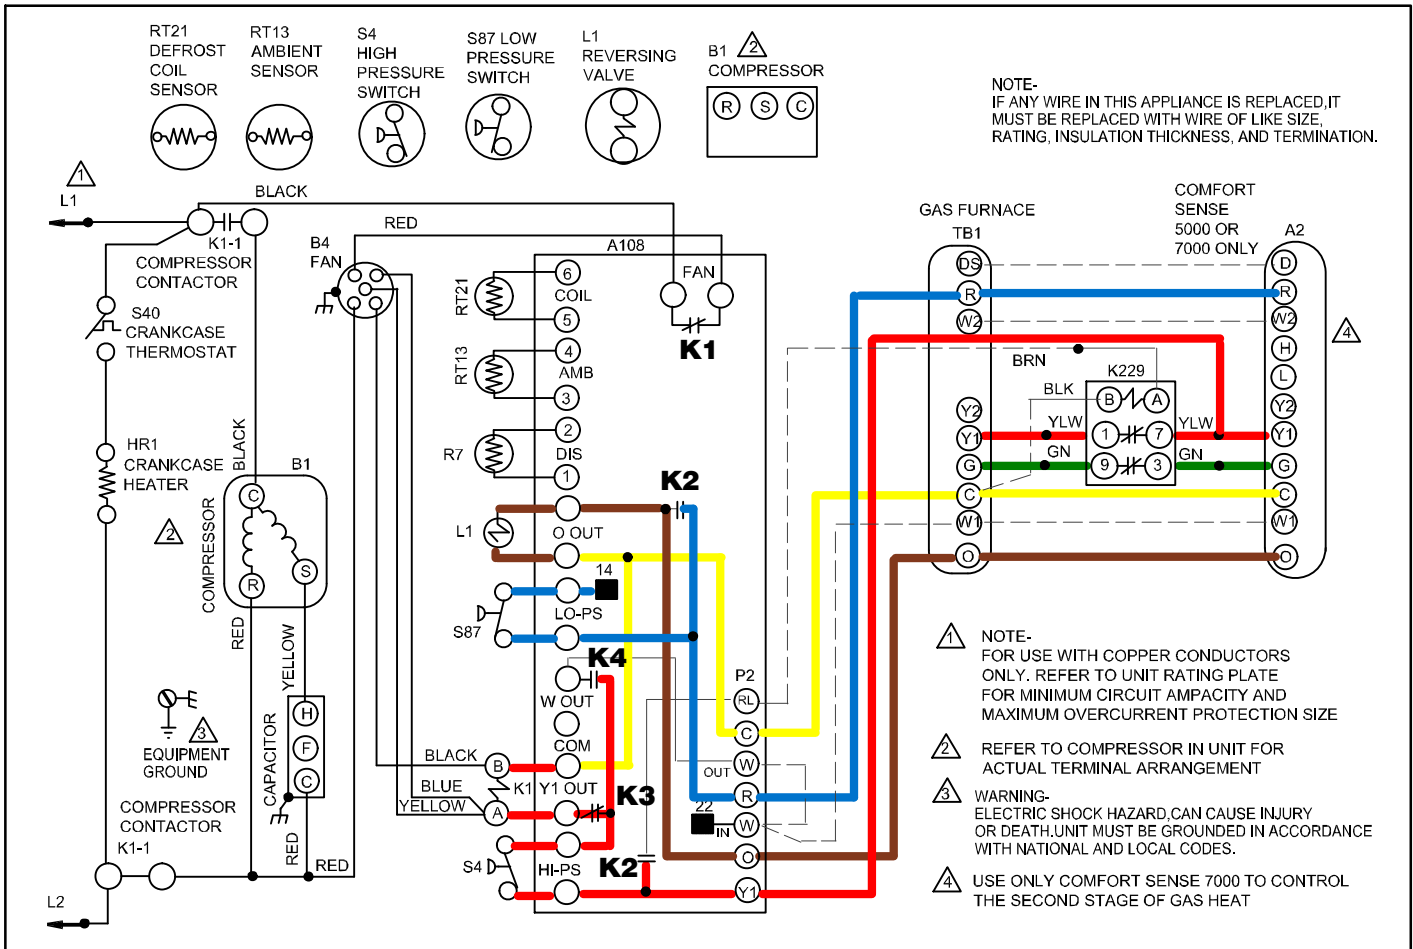 RT21
DEFROST
COIL
SENSOR
RT13
AMBIENT
SENSOR
S4
HIGH
PRESSURE
SWITCH
S87 LOW
PRESSURE
SWITCH
L1
REVERSING
VALVE
B1 2
COMPRESSOR
R S C
NOTE-
IF ANY WIRE IN THIS APPLIANCE IS REPLACED,IT
MUST BE REPLACED WITH WIRE OF LIKE SIZE,
RATING, INSULATION THICKNESS, AND TERMINATION.
1
L1
BLACK
K1-1
COMPRESSOR
CONTACTOR
S40
CRANKCASE
THERMOSTAT
HR1
CRANKCASE
HEATER
2
BLACK
B1
COMPRESSOR
C
S
R
RED
YELLOW
3
EQUIPMENT
GROUND
CAPACITOR
H
F
C
RED
RED
COMPRESSOR
CONTACTOR
K1-1
L2
B4
FAN
RED
A108
FAN
K1
RT21
6
COIL
5
RT13
4
AMB
3
R7
2
DIS
1
K2
L1
O OUT
14
LO-PS
S87
K4
W OUT
COM
BLACK
B
K1
Y1 OUT
BLUE
YELLOW
A
K3
S4
HI-PS
K2
P2
RL
C
OUT
W
R
22
IN
W
O
Y1
GAS FURNACE
TB1
DS
R
W2
Y2
Y1
G
C
W1
O
COMFORT
SENSE
5000 OR
7000 ONLY
A2
D
R
W2
H
L
Y2
Y1
G
C
W1
O
4
BRN
K229
BLK
B A
YLW
1 7
YLW
GN
9 3
GN
1
NOTE-
FOR USE WITH COPPER CONDUCTORS
ONLY. REFER TO UNIT RATING PLATE
FOR MINIMUM CIRCUIT AMPACITY AND
MAXIMUM OVERCURRENT PROTECTION SIZE
2
REFER TO COMPRESSOR IN UNIT FOR
ACTUAL TERMINAL ARRANGEMENT
3
WARNING-
ELECTRIC SHOCK HAZARD,CAN CAUSE INJURY
OR DEATH.UNIT MUST BE GROUNDED IN ACCORDANCE
WITH NATIONAL AND LOCAL CODES.
4
USE ONLY COMFORT SENSE 7000 TO CONTROL
THE SECOND STAGE OF GAS HEAT